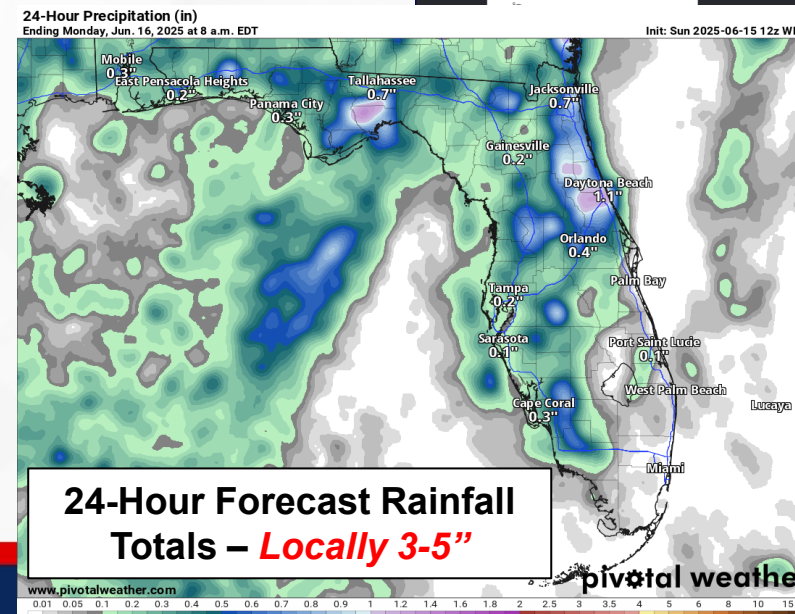 24-Hour Precipitation (in)
Ending Monday, Jun. 16, 2025 at 8 a.m. EDT
Init: Sun 2025-06-15 12z W
Mobile
0.3"
East Pensacola Heights
0.2"
Panama City
0.3"
Tallahassee
0.7"
Jacksonville
0.7"
Gainesville
0.2"
Daytona Beach
1.1"
Orlando
0.4"
Palm Bay
Tampa
0.2"
Sarasota
0.1"
Port Saint Lucie
0.1"
West Palm Beach
Cape Coral
0.3"
Lucaya
Miami
24-Hour Forecast Rainfall
Totals – Locally 3-5”
www.pivotalweather.com
pivotal weathe
0.01 0.05 0.1 0.2 0.3 0.4 0.5 0.6 0.7 0.8 0.9 1 1.2 1.4 1.6 1.8 2 2.5 3 3.5 4 5 6 7 8 9 10 15